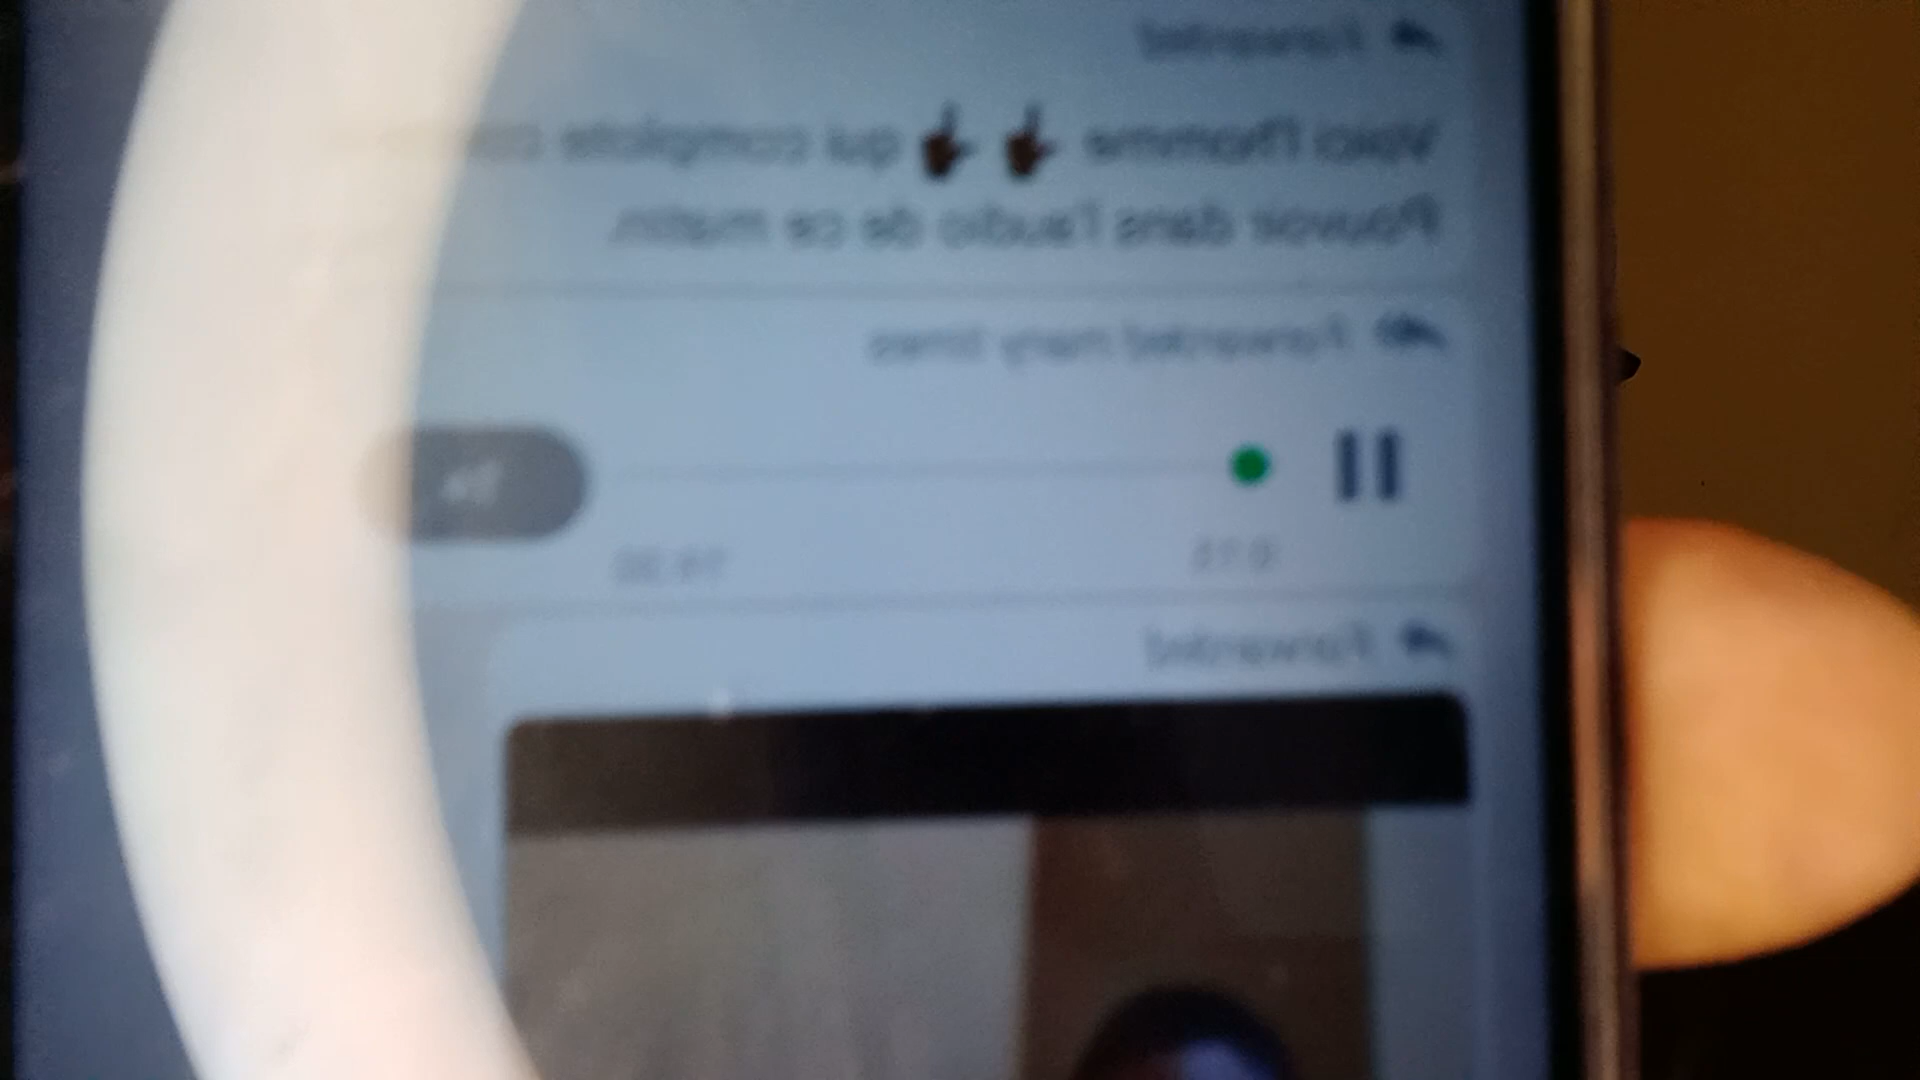 Forwarded
Voici l'homme 👇🏿 👇🏿 qui complote
Pouvoir dans l'audio de ce matin.
Forwarded many times
Forwarded